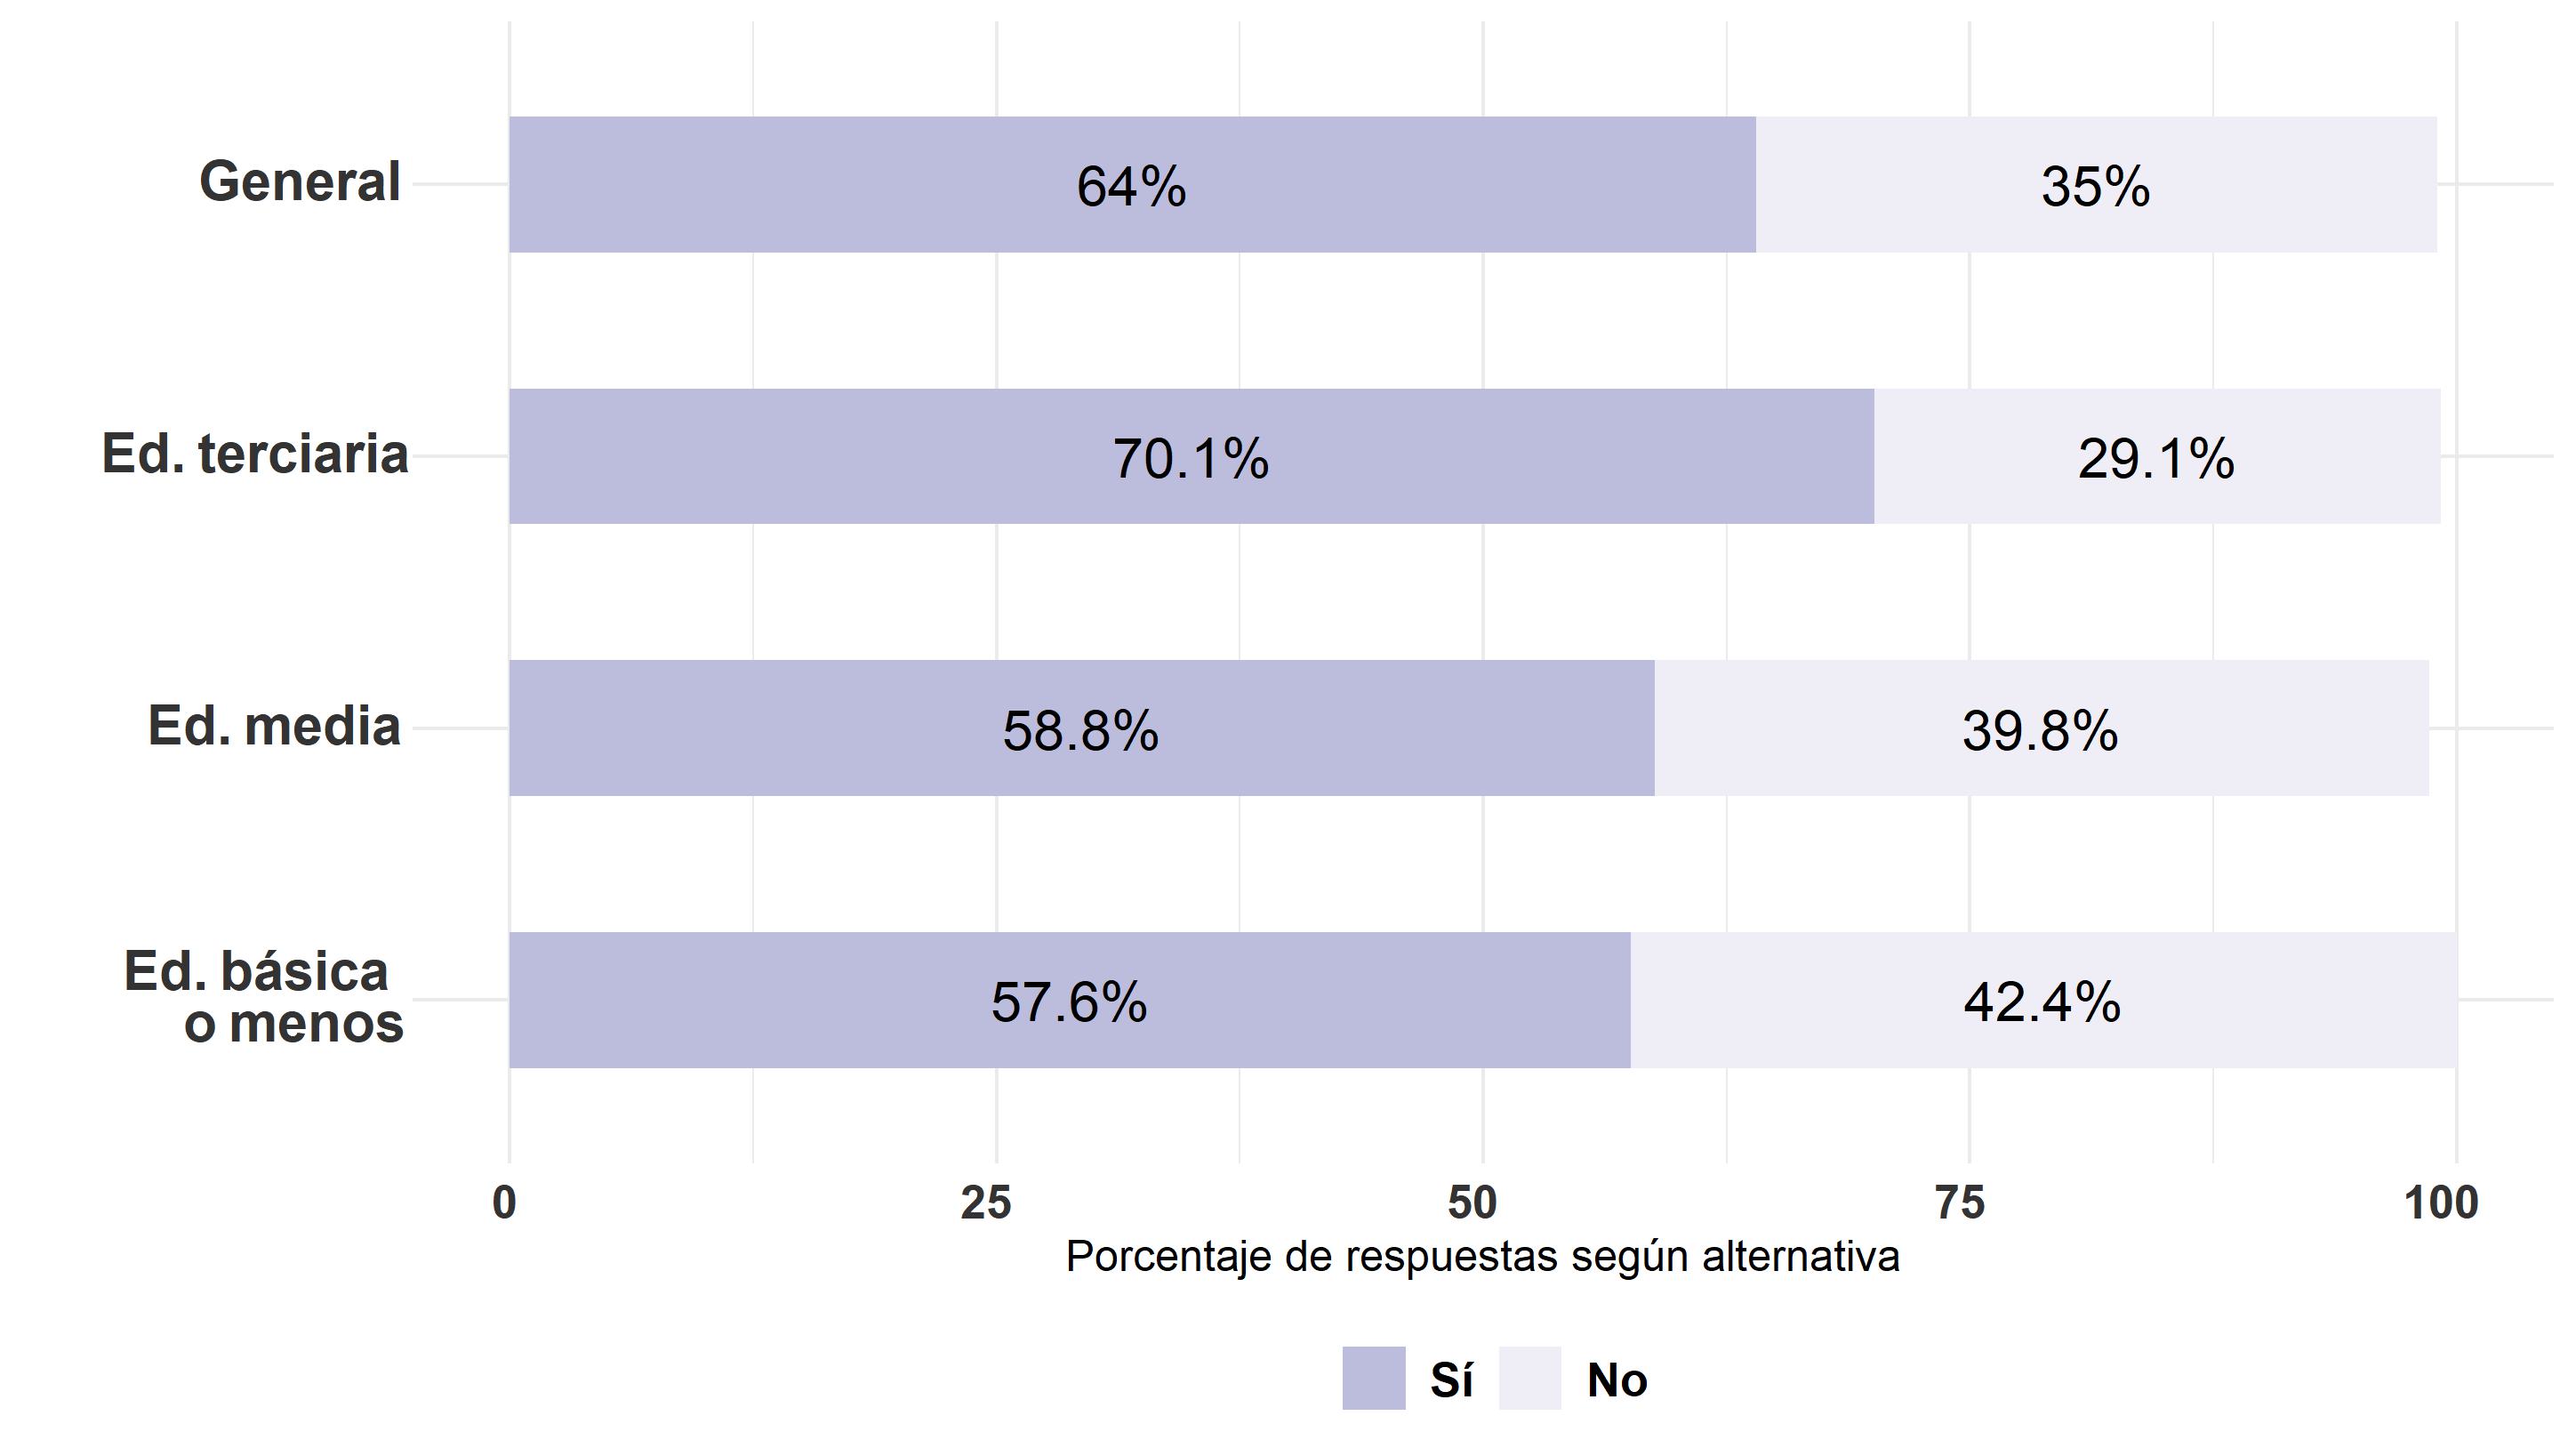 General 64% 35%
Ed. terciaria 70.1% 29.1%
Ed. media 58.8% 39.8%
Ed. básica
o menos 57.6% 42.4%
0 25 50 75 100
Porcentaje de respuestas según alternativa
Sí No